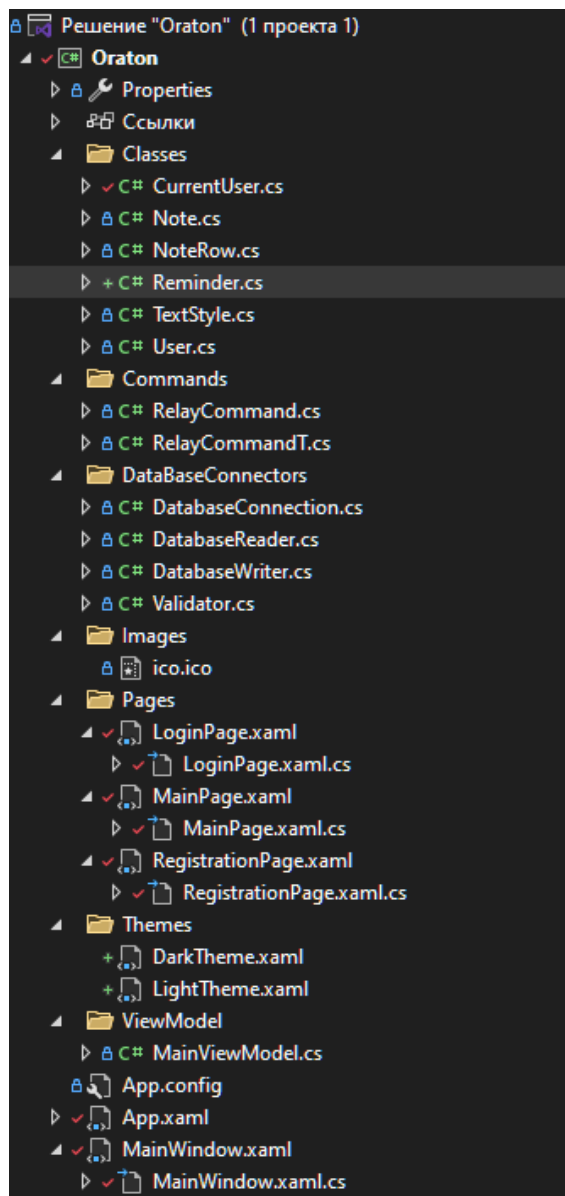 Решение "Oraton" (1 проекта 1)
C# Oraton
Properties
Ссылки
Classes
C# CurrentUser.cs
C# Note.cs
C# NoteRow.cs
C# Reminder.cs
C# TextStyle.cs
C# User.cs
Commands
C# RelayCommand.cs
C# RelayCommandT.cs
DataBaseConnectors
C# DatabaseConnection.cs
C# DatabaseReader.cs
C# DatabaseWriter.cs
C# Validator.cs
Images
ico.ico
Pages
LoginPage.xaml
LoginPage.xaml.cs
MainPage.xaml
MainPage.xaml.cs
RegistrationPage.xaml
RegistrationPage.xaml.cs
Themes
DarkTheme.xaml
LightTheme.xaml
ViewModel
C# MainViewModel.cs
App.config
App.xaml
MainWindow.xaml
MainWindow.xaml.cs